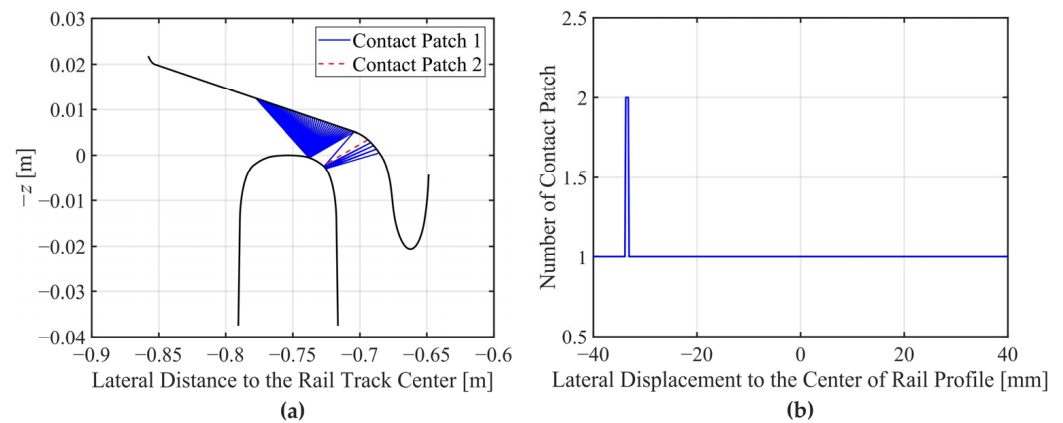 0.03
0.02
0.01
0
−0.01
−0.02
−0.03
−0.04
−z [m]
Contact Patch 1
Contact Patch 2
−0.9 −0.85 −0.8 −0.75 −0.7 −0.65 −0.6
Lateral Distance to the Rail Track Center [m]
(a)
2.5
2
1.5
1
0.5
Number of Contact Patch
−40 −20 0 20 40
Lateral Displacement to the Center of Rail Profile [mm]
(b)